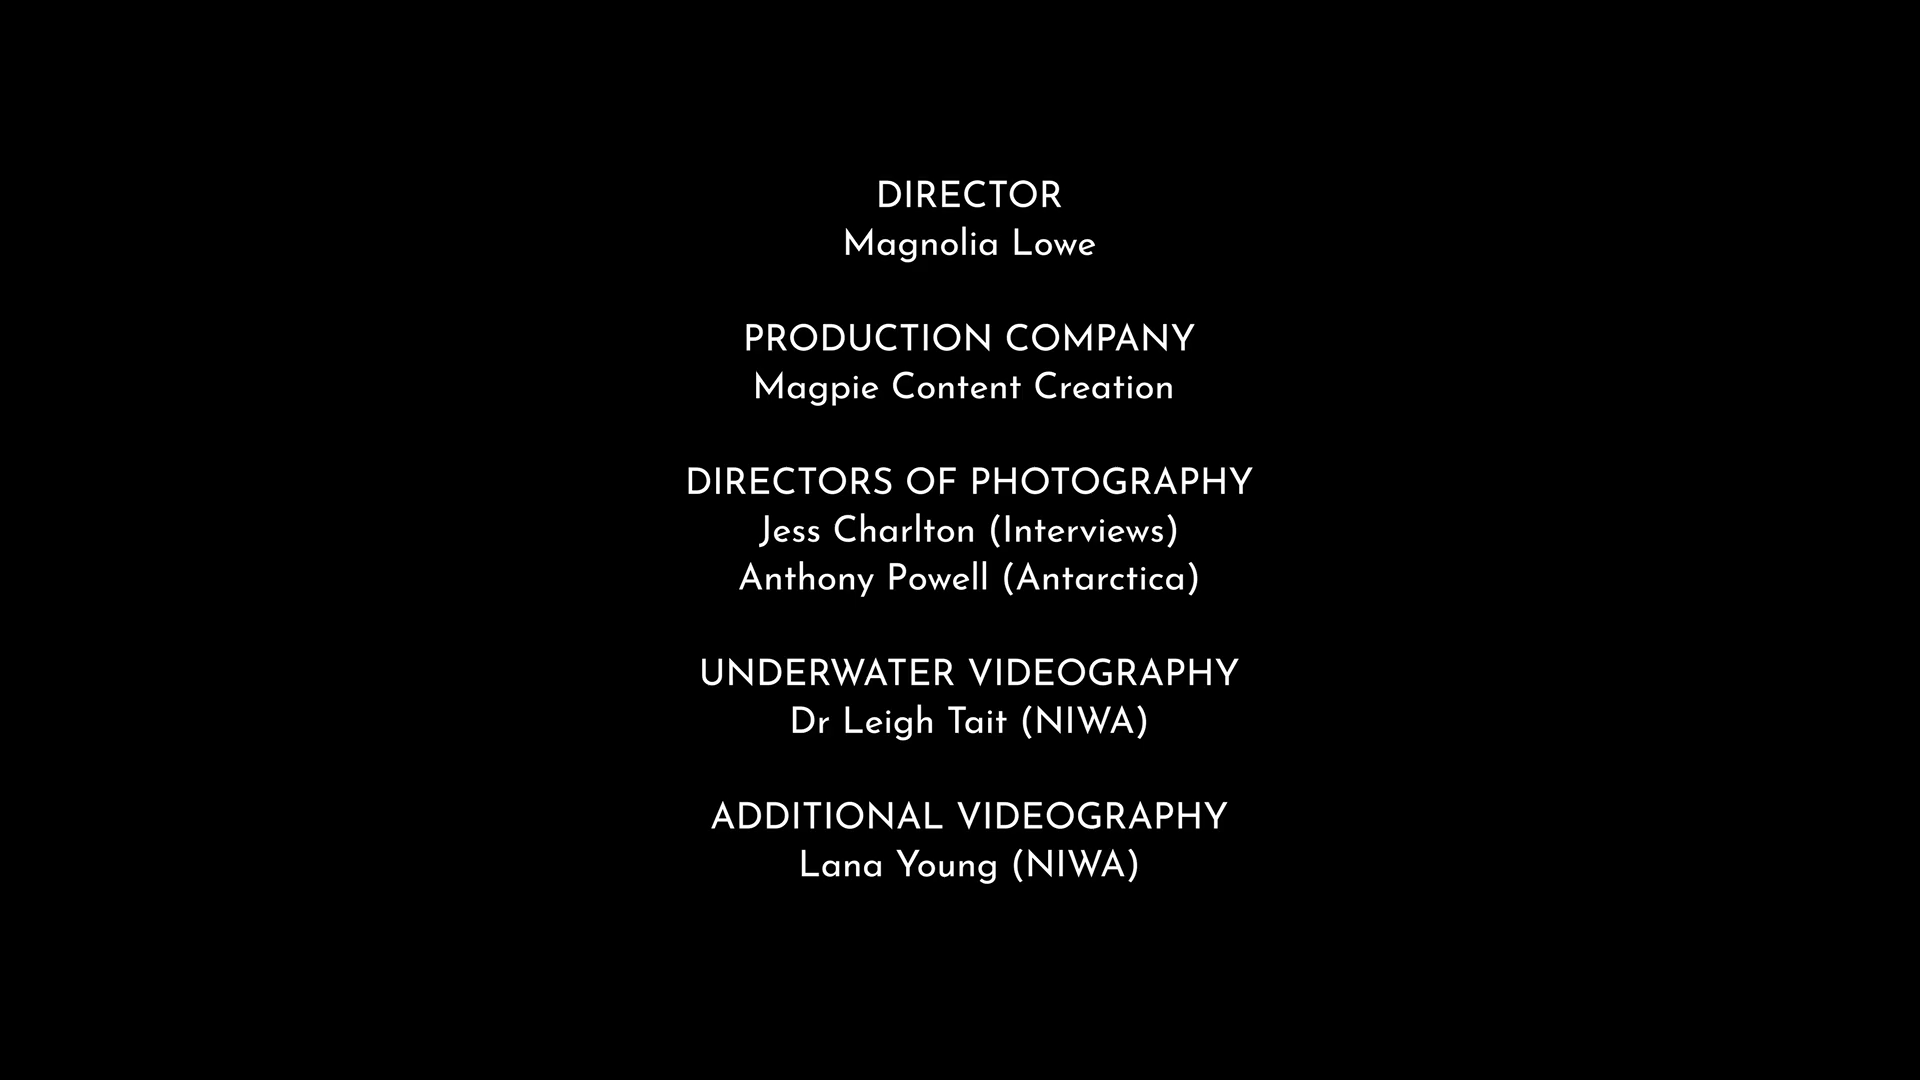 DIRECTOR
Magnolia Lowe
PRODUCTION COMPANY
Magpie Content Creation
DIRECTORS OF PHOTOGRAPHY
Jess Charlton (Interviews)
Anthony Powell (Antarctica)
UNDERWATER VIDEOGRAPHY
Dr Leigh Tait (NIWA)
ADDITIONAL VIDEOGRAPHY
Lana Young (NIWA)